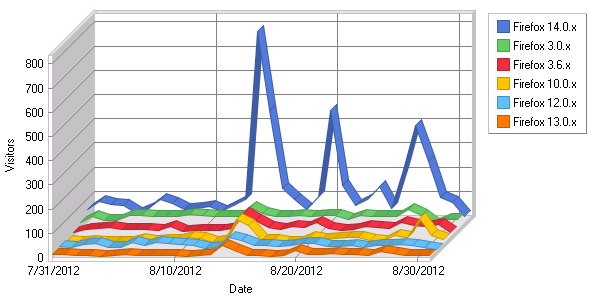 Visitors
800
700
600
500
400
300
200
100
0
7/31/2012 8/10/2012 8/20/2012 8/30/2012
Date
Firefox 14.0.x
Firefox 3.0.x
Firefox 3.6.x
Firefox 10.0.x
Firefox 12.0.x
Firefox 13.0.x